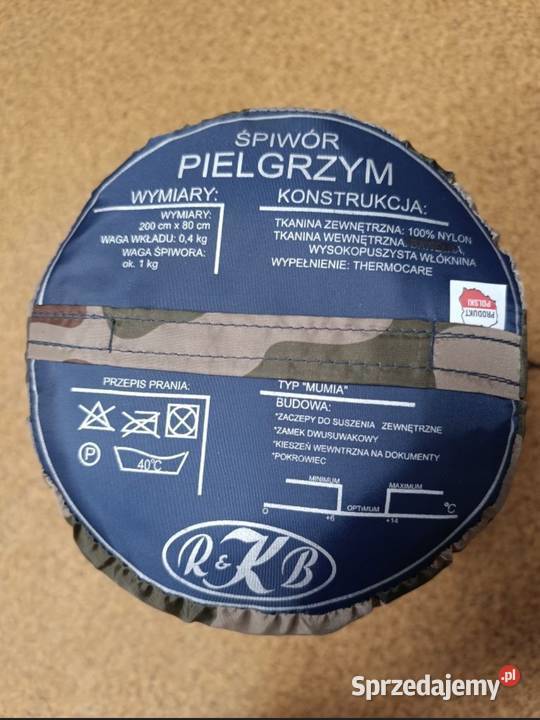 ŚPIWÓR
PIELGRZYM
WYMIARY:
WYMIARY:
200 cm x 80 cm
WAGA WKŁADU: 0,4 kg
WAGA ŚPIWORA:
ok. 1 kg
KONSTRUKCJA:
TKANINA ZEWNĘTRZNA: 100% NYLON
TKANINA WEWNĘTRZNA:
WYSOKOPUSZYSTA WŁÓKNINA
WYPEŁNIENIE: THERMOCARE
PRODUKT
POLSKI
PRZEPIS PRANIA:
P
40°C
TYP "MUMIA"
BUDOWA:
*ZACZEPY DO SUSZENIA ZEWNĘTRZNE
*ZAMEK DWUSUWAKOWY
*KIESZEŃ WEWNTRZNA NA DOKUMENTY
*POKROWIEC
MINIMUM
MAXIMUM
°C
0
+6
OPTIMUM
+14
R & K B
Sprzedajemy.pl